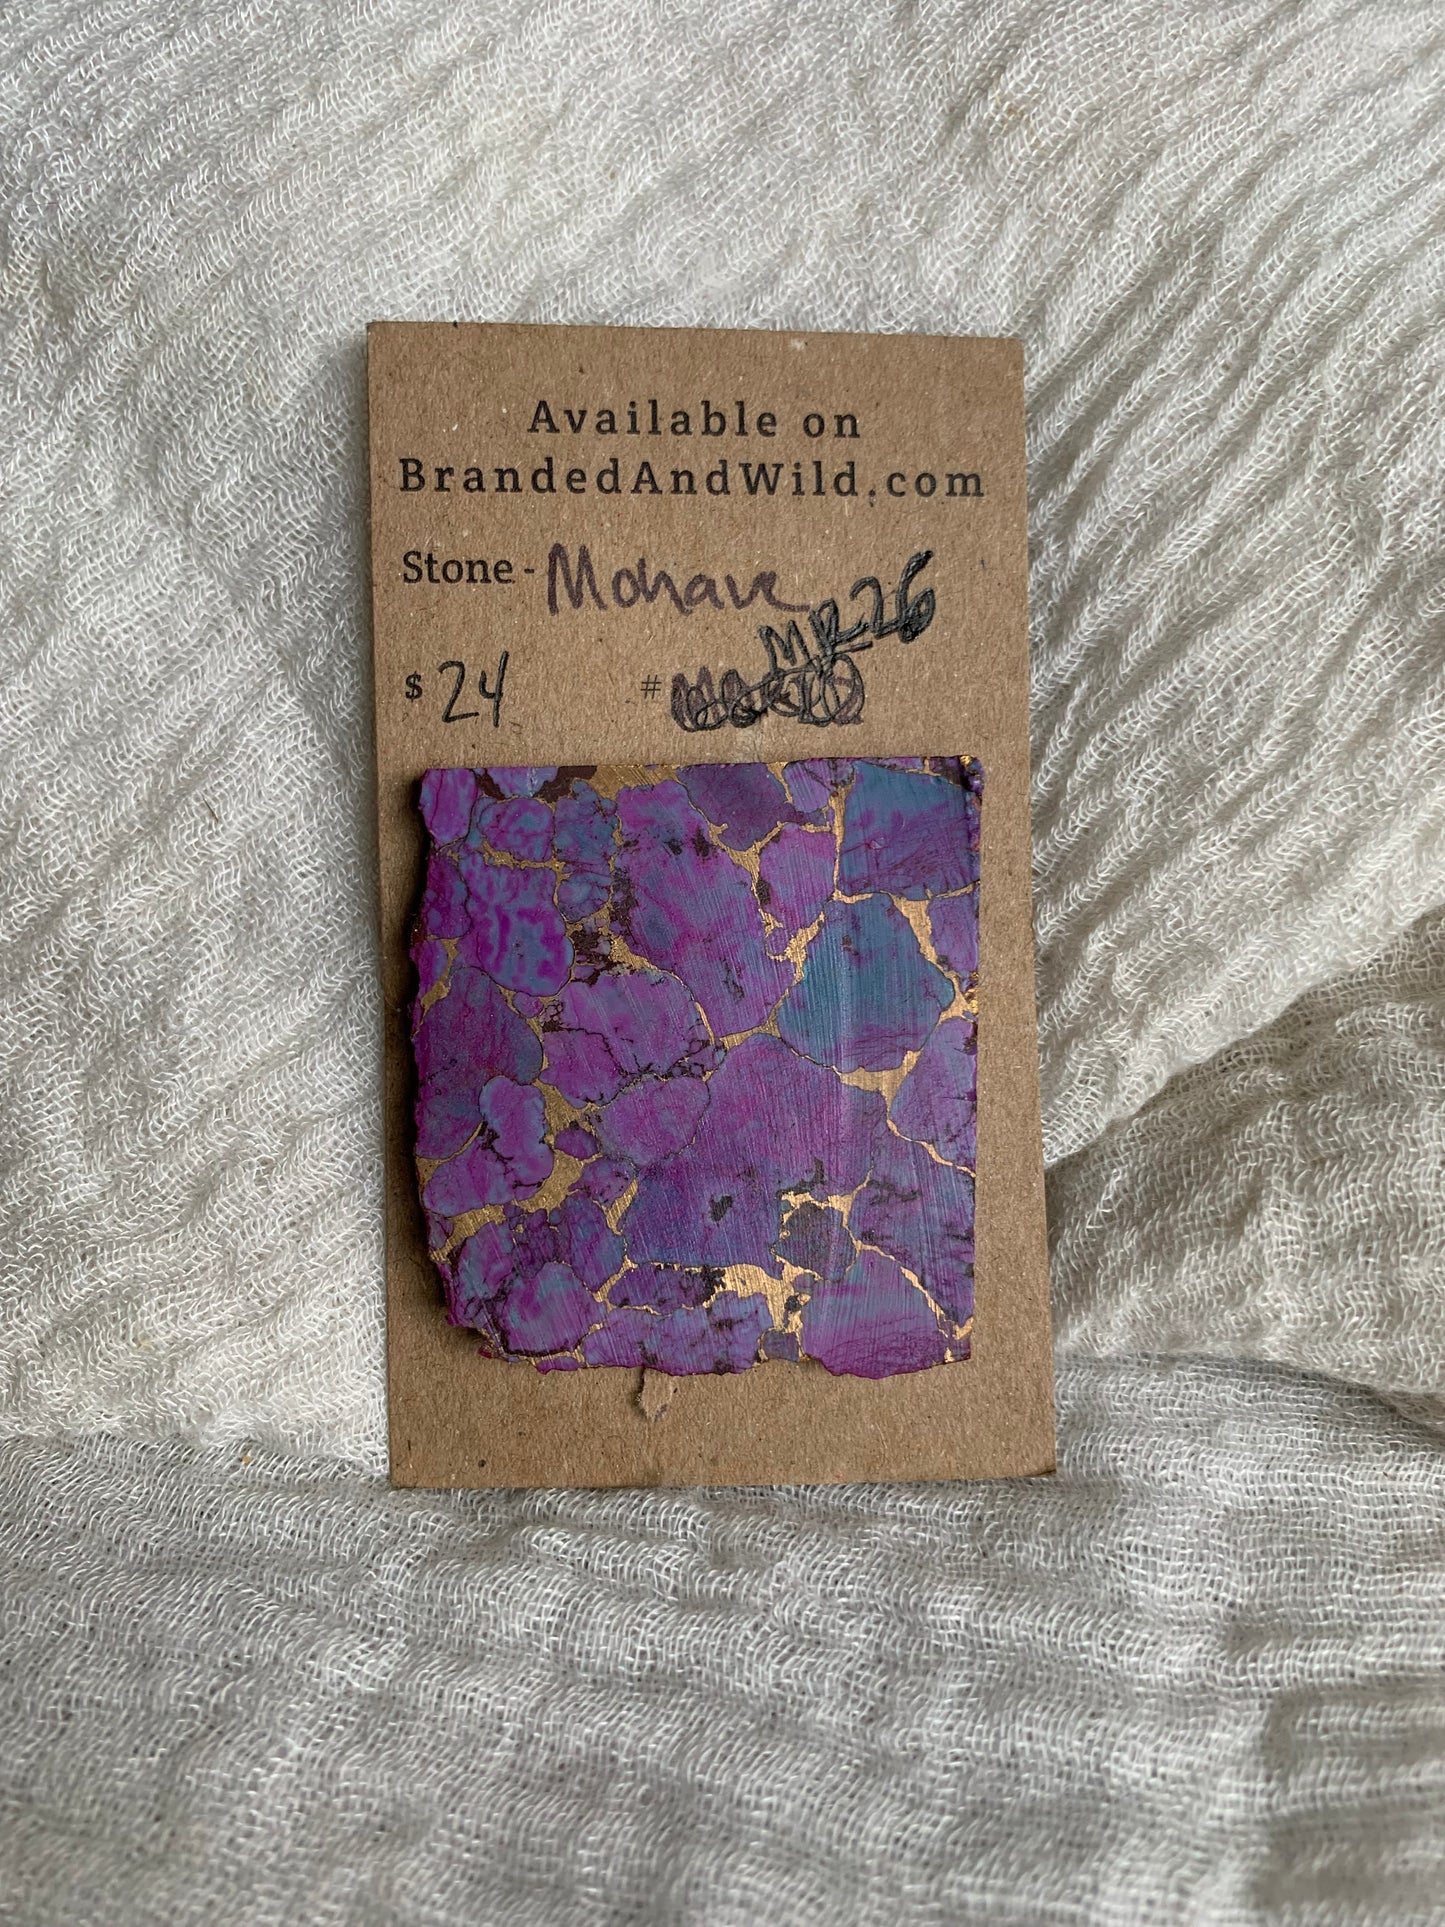 Available on
BrandedAndWild.com
Stone - Mohave
$ 24 # MR26